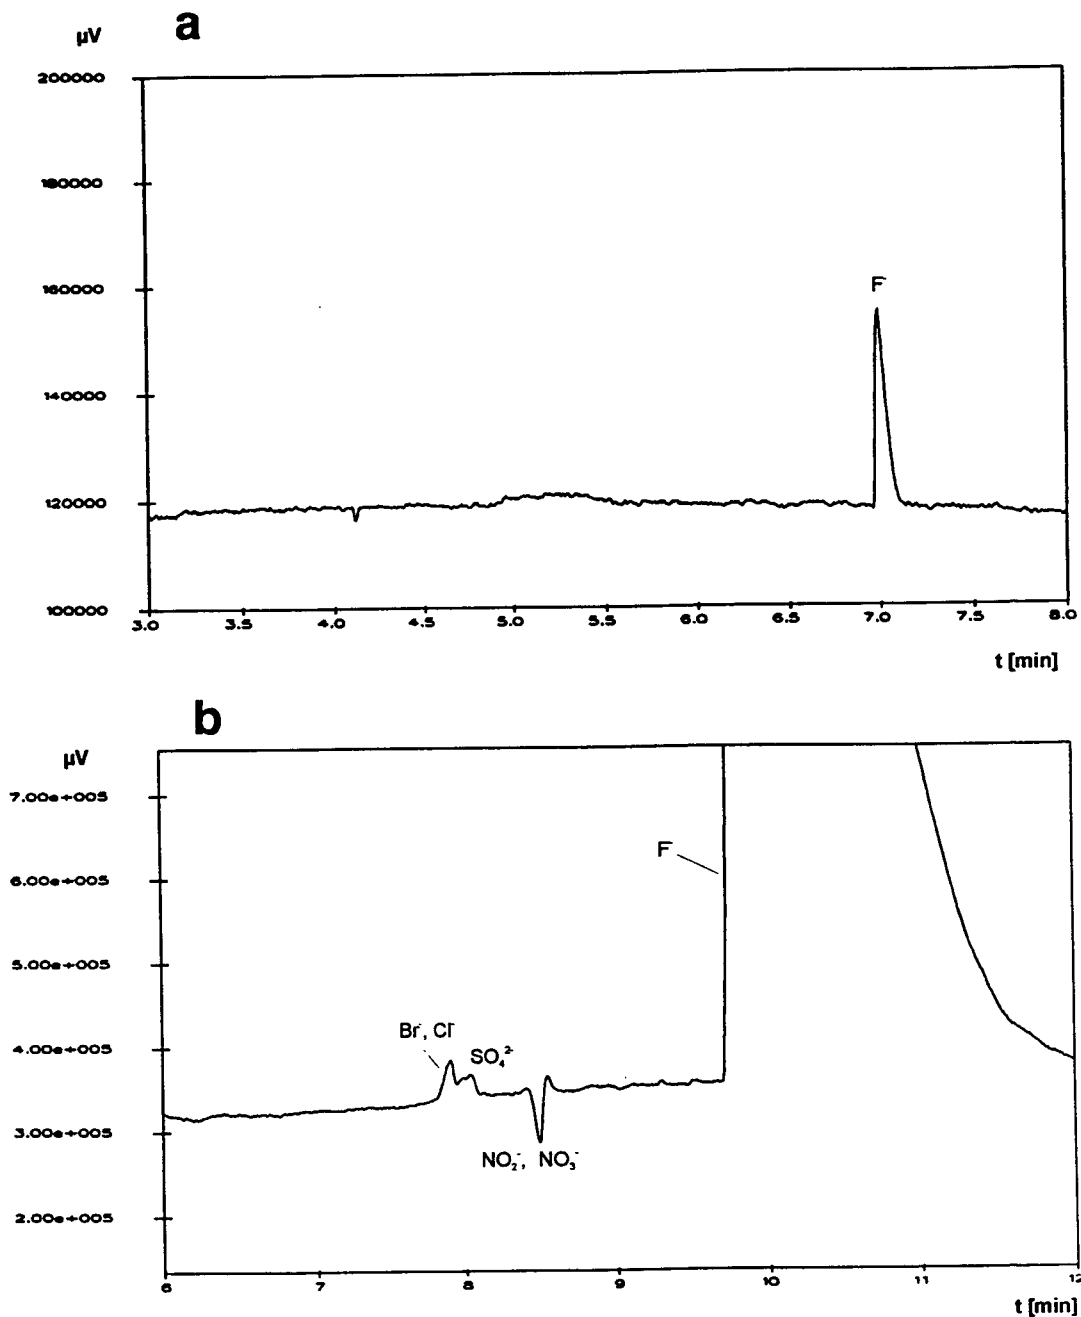 a
µV
200000
180000
160000
140000
120000
100000
F⁻
3.0 3.5 4.0 4.5 5.0 5.5 6.0 6.5 7.0 7.5 8.0
t [min]
b
µV
7.00e+005
6.00e+005
5.00e+005
4.00e+005
3.00e+005
2.00e+005
F⁻
Br⁻, Cl⁻
SO₄²⁻
NO₂⁻, NO₃⁻
6 7 8 9 10 11 12
t [min]